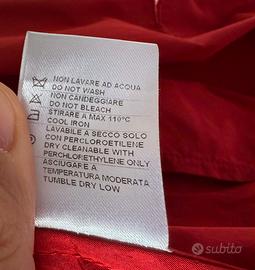 NON LAVARE AD ACQUA
DO NOT WASH
NON CANDEGGIARE
DO NOT BLEACH
STIRARE A MAX 110°C
COOL IRON
LAVABILE A SECCO SOLO
CON PERCLOROETILENE
DRY CLEANABLE WITH
PERCHLORETHYLENE ONLY
ASCIUGARE A
TEMPERATURA MODERATA
TUMBLE DRY LOW
subito